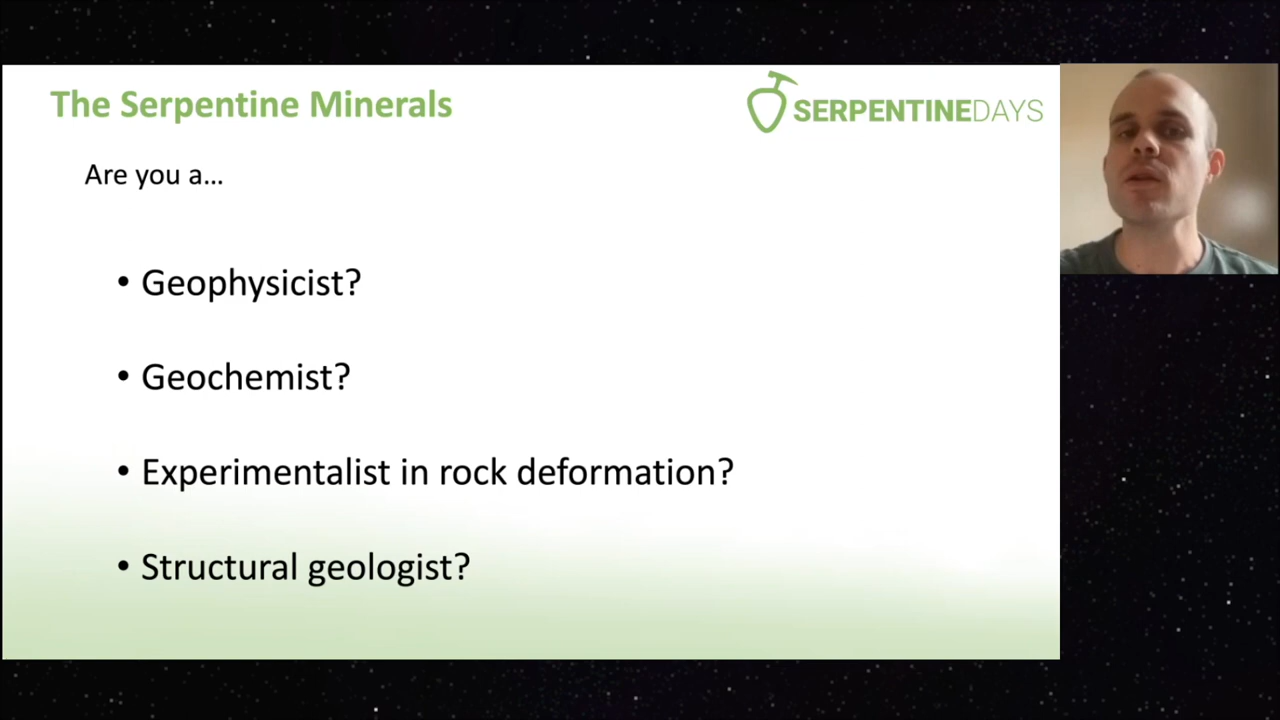 The Serpentine Minerals
SERPENTINEDAYS
Are you a...
• Geophysicist?
• Geochemist?
• Experimentalist in rock deformation?
• Structural geologist?